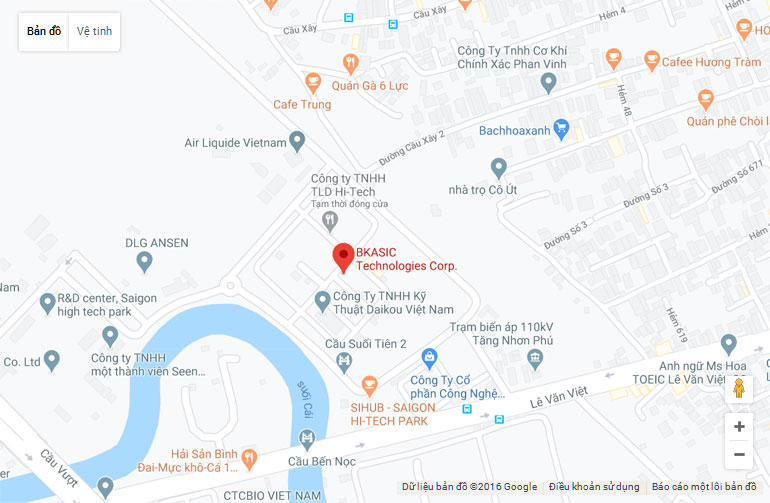 Bản đồ
Vệ tinh
Cầu Xây
Hẻm 4
HO
Công Ty Tnhh Cơ Khí
Chính Xác Phan Vinh
Cafee Hương Tràm
Quán Gà 6 Lực
Cafe Trung
Hẻm 48
Quán phê Chòi l
Bachhoaxanh
Air Liquide Vietnam
Đường Cầu Xây 2
Công ty TNHH
TLD Hi-Tech
Tạm thời đóng cửa
nhà trọ Cô Út
Đường Số 3
Đường Số 671
Đường Số 3
DLG ANSEN
BKASIC
Technologies Corp.
Nam
R&D center, Saigon
high tech park
Công Ty TNHH Kỹ
Thuật Daikou Việt Nam
Hẻm 619
Trạm biến áp 110kV
Tăng Nhơn Phú
Cầu Suối Tiên 2
Co. Ltd
Công ty TNHH
một thành viên Seen...
Anh ngữ Ms Hoa
TOEIC Lê Văn Việt
Công Ty Cổ
phần Công Nghệ...
suối Cái
Lê Văn Việt
SIHUB - SAIGON
HI-TECH PARK
Hải Sản Bình
Đai-Mực khô-Cá 1...
Cầu Bến Nọc
Cầu Vượt
CTCBIO VIET NAM
Dữ liệu bản đồ ©2016 Google
Điều khoản sử dụng
Báo cáo một lỗi bản đồ